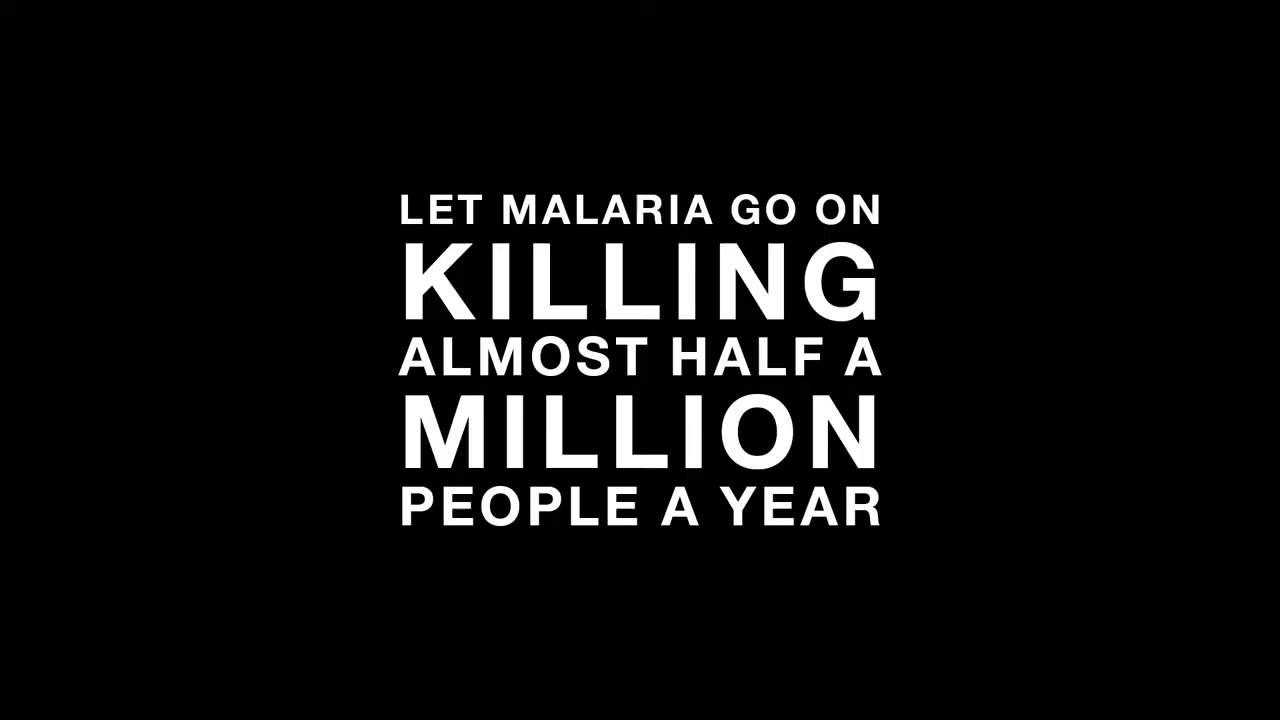 LET MALARIA GO ON
KILLING
ALMOST HALF A
MILLION
PEOPLE A YEAR